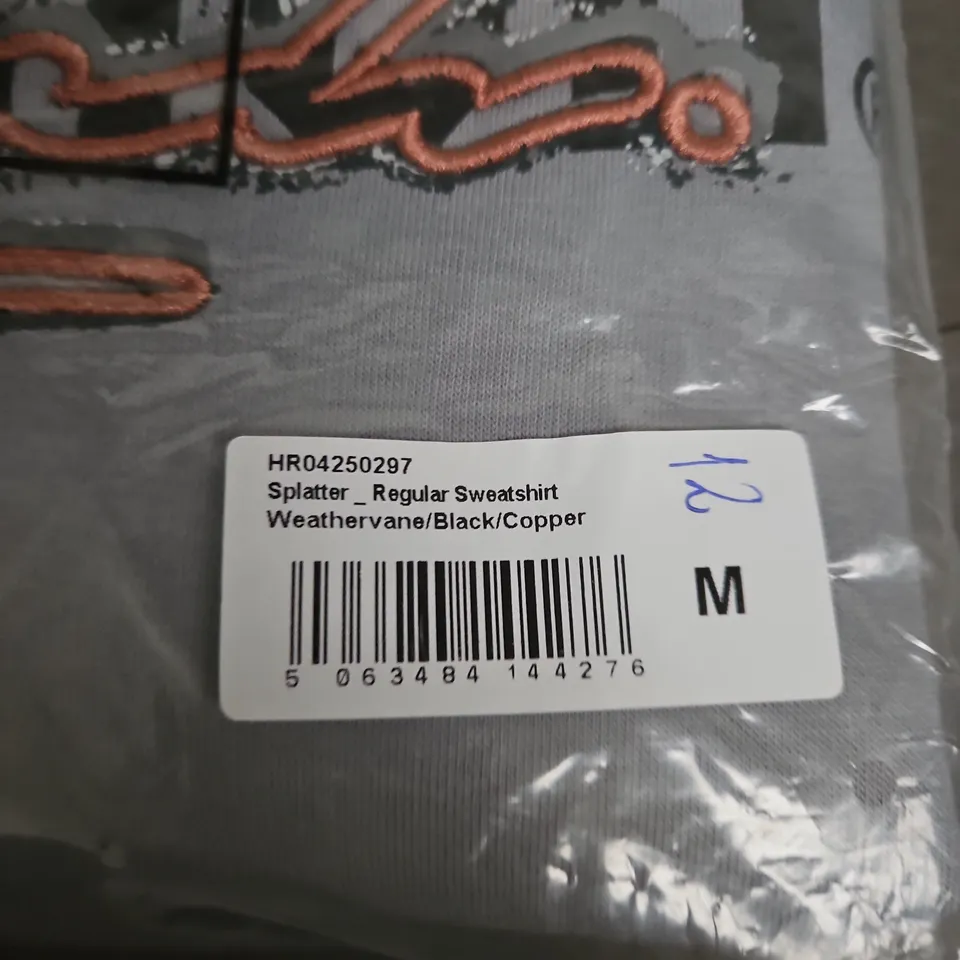 HR04250297
Splatter _ Regular Sweatshirt
Weathervane/Black/Copper
12
M
5 063484 144276